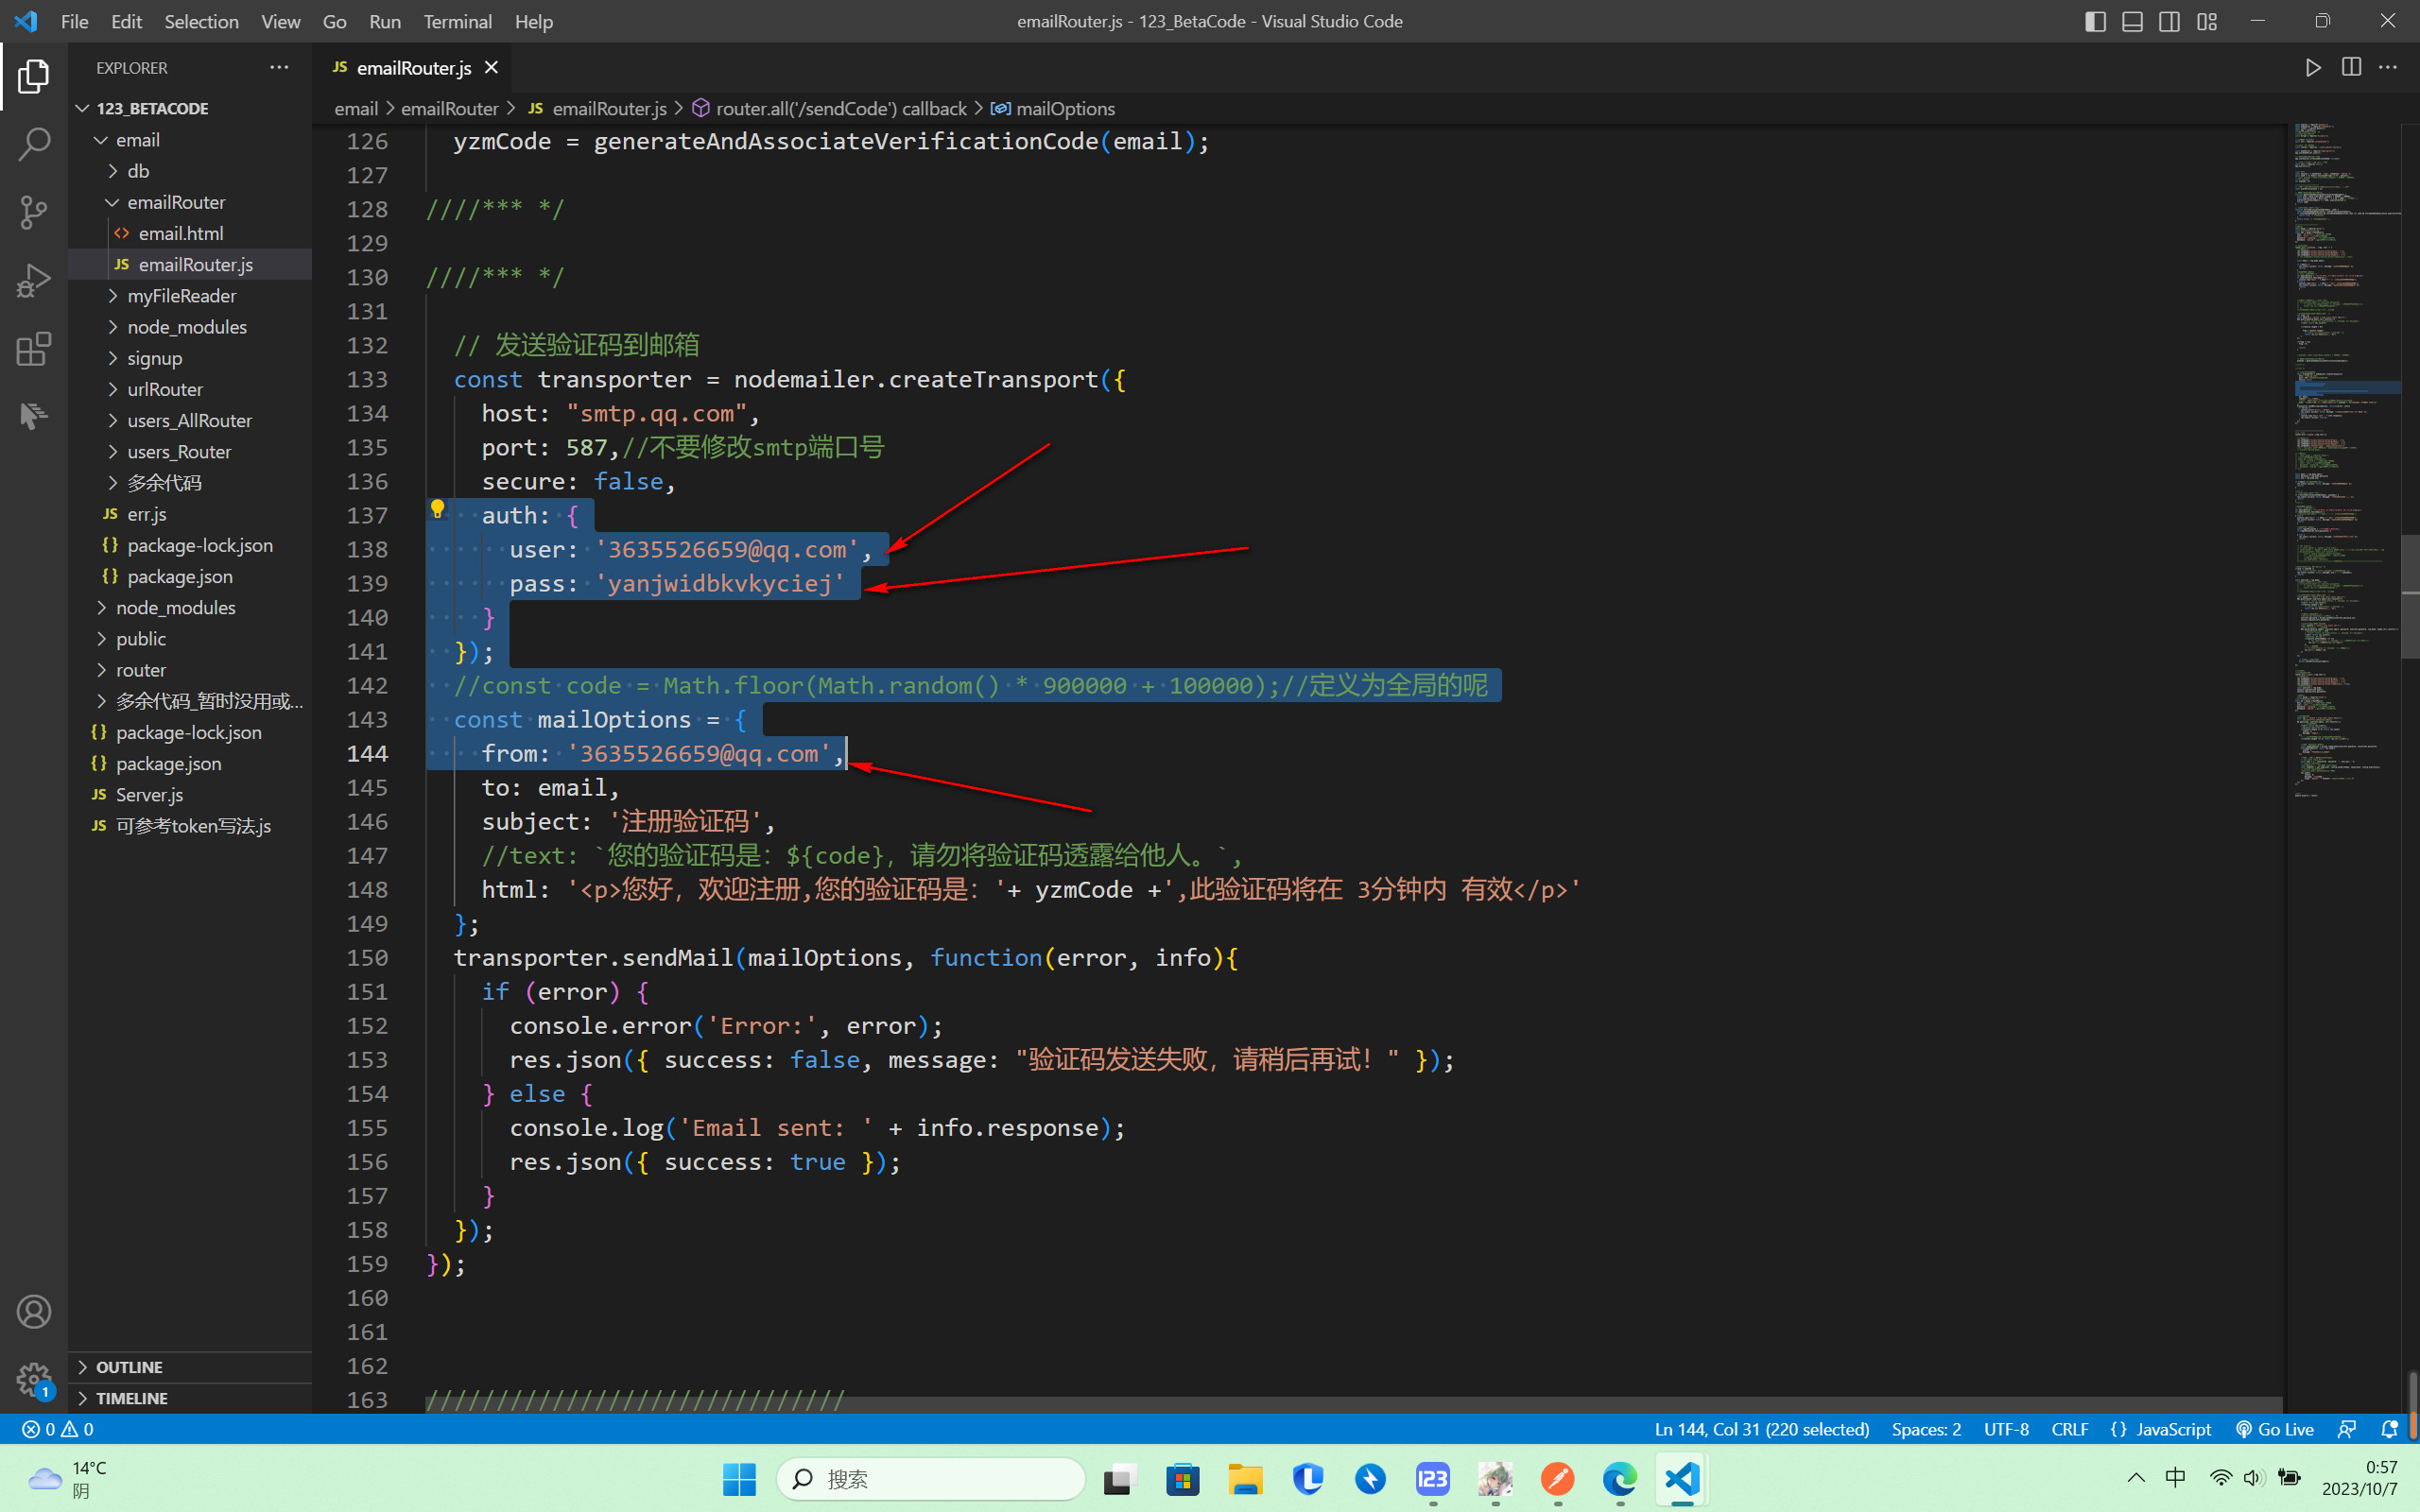 File Edit Selection View Go Run Terminal Help
emailRouter.js - 123_BetaCode - Visual Studio Code
EXPLORER
JS emailRouter.js
123_BETACODE
email
db
emailRouter
email.html
JS emailRouter.js
myFileReader
node_modules
signup
urlRouter
users_AllRouter
users_Router
多余代码
JS err.js
{} package-lock.json
{} package.json
node_modules
public
router
多余代码_暂时没用或...
{} package-lock.json
{} package.json
JS Server.js
JS 可参考token写法.js
OUTLINE
TIMELINE
email > emailRouter > JS emailRouter.js > router.all('/sendCode') callback > mailOptions
126 yzmCode = generateAndAssociateVerificationCode(email);
127
128 ////*** */
129
130 ////*** */
131
132 // 发送验证码到邮箱
133 const transporter = nodemailer.createTransport({
134 host: "smtp.qq.com",
135 port: 587,//不要修改smtp端口号
136 secure: false,
137 auth: {
138 user: '3635526659@qq.com',
139 pass: 'yanjwidbkvkyciej'
140 }
141 });
142 //const code = Math.floor(Math.random() * 900000 + 100000);//定义为全局的呢
143 const mailOptions = {
144 from: '3635526659@qq.com',
145 to: email,
146 subject: '注册验证码',
147 //text: `您的验证码是：${code}，请勿将验证码透露给他人。`,
148 html: '<p>您好，欢迎注册,您的验证码是：'+ yzmCode +',此验证码将在 3分钟内 有效</p>'
149 };
150 transporter.sendMail(mailOptions, function(error, info){
151 if (error) {
152 console.error('Error:', error);
153 res.json({ success: false, message: "验证码发送失败，请稍后再试！" });
154 } else {
155 console.log('Email sent: ' + info.response);
156 res.json({ success: true });
157 }
158 });
159 });
160
161
162
163 //////////////////////////////
1
0 0
Ln 144, Col 31 (220 selected) Spaces: 2 UTF-8 CRLF {} JavaScript Go Live
14°C
阴
搜索
123
中
0:57
2023/10/7